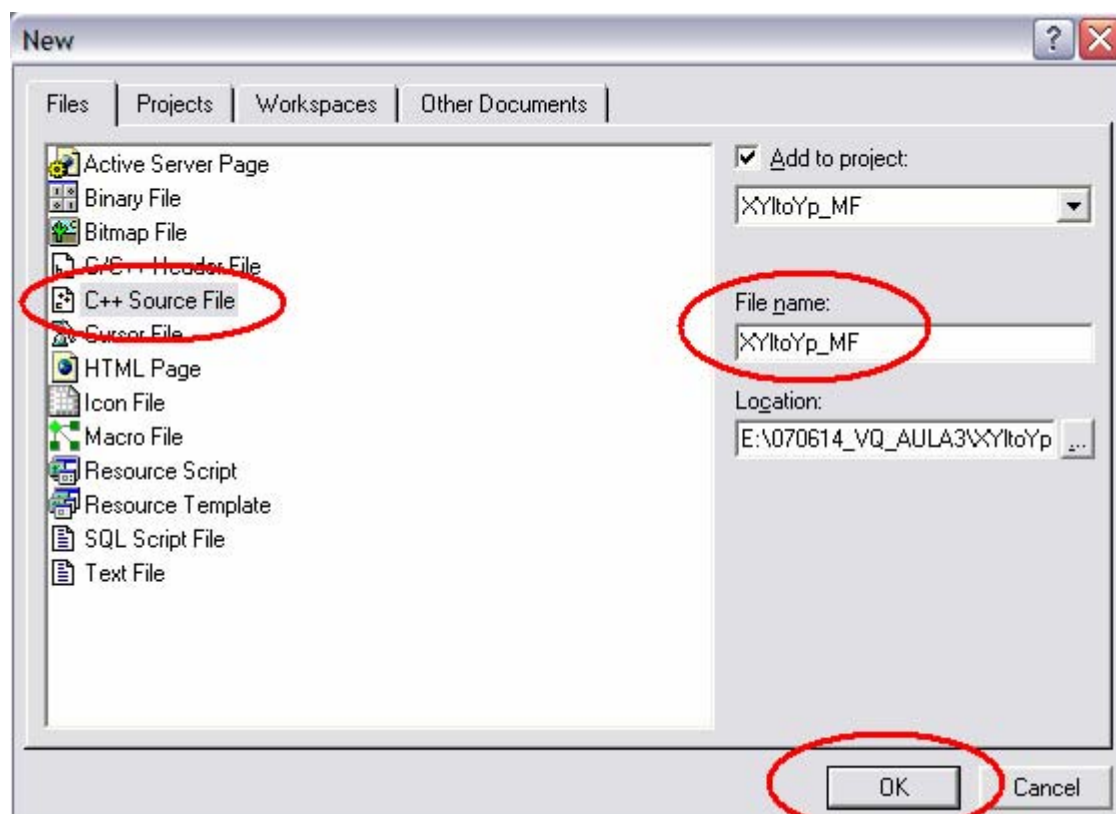 New
Files Projects Workspaces Other Documents
Active Server Page
Binary File
Bitmap File
C/C++ Header File
C++ Source File
Cursor File
HTML Page
Icon File
Macro File
Resource Script
Resource Template
SQL Script File
Text File
Add to project:
XYltoYp_MF
File name:
XYltoYp_MF
Location:
E:\070614_VQ_AULA3\XYltoYp ...
OK Cancel